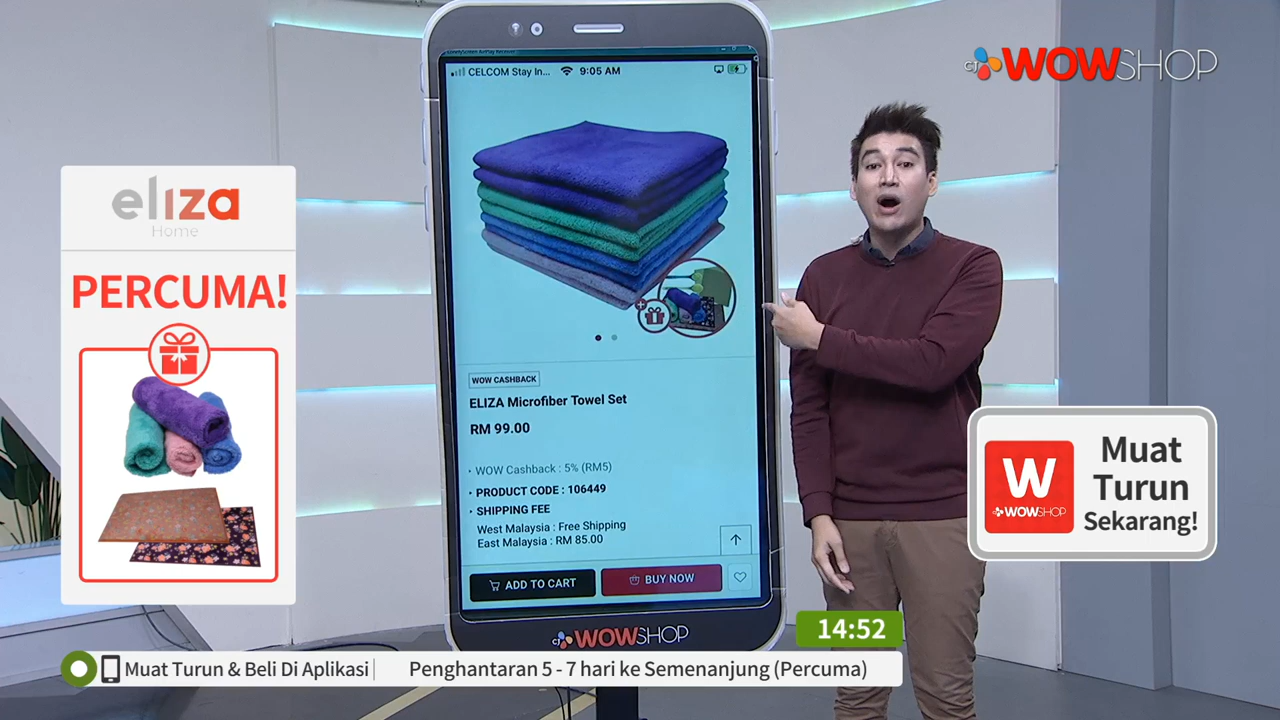 CJ WOWSHOP
CELCOM Stay In... 9:05 AM
eliza
Home
PERCUMA!
WOW CASHBACK
ELIZA Microfiber Towel Set
RM 99.00
• WOW Cashback : 5% (RM5)
• PRODUCT CODE : 106449
• SHIPPING FEE
West Malaysia : Free Shipping
East Malaysia : RM 85.00
ADD TO CART
BUY NOW
CJ WOWSHOP
W
CJ WOWSHOP
Muat
Turun
Sekarang!
14:52
Muat Turun & Beli Di Aplikasi | Penghantaran 5 - 7 hari ke Semenanjung (Percuma)